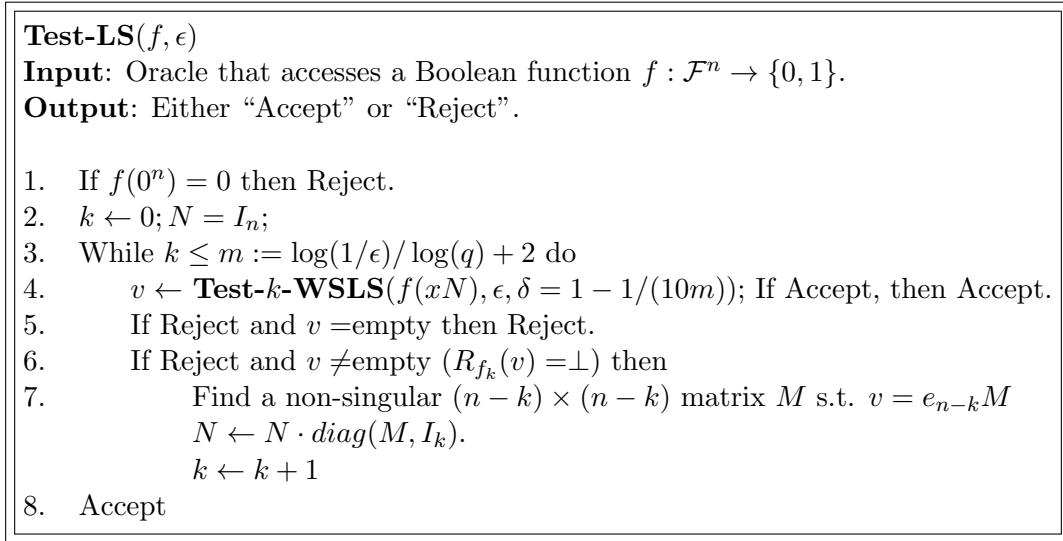 Test-LS(f, ϵ)
Input: Oracle that accesses a Boolean function f : 𝓕ⁿ → {0, 1}.
Output: Either “Accept” or “Reject”.
1. If f(0ⁿ) = 0 then Reject.
2. k ← 0; N = Iₙ;
3. While k ≤ m := log(1/ϵ)/ log(q) + 2 do
4. v ← Test-k-WSLS(f(xN), ϵ, δ = 1 − 1/(10m)); If Accept, then Accept.
5. If Reject and v =empty then Reject.
6. If Reject and v ≠empty (R_{f_k}(v) =⊥) then
7. Find a non-singular (n − k) × (n − k) matrix M s.t. v = e_{n−k}M
N ← N · diag(M, I_k).
k ← k + 1
8. Accept